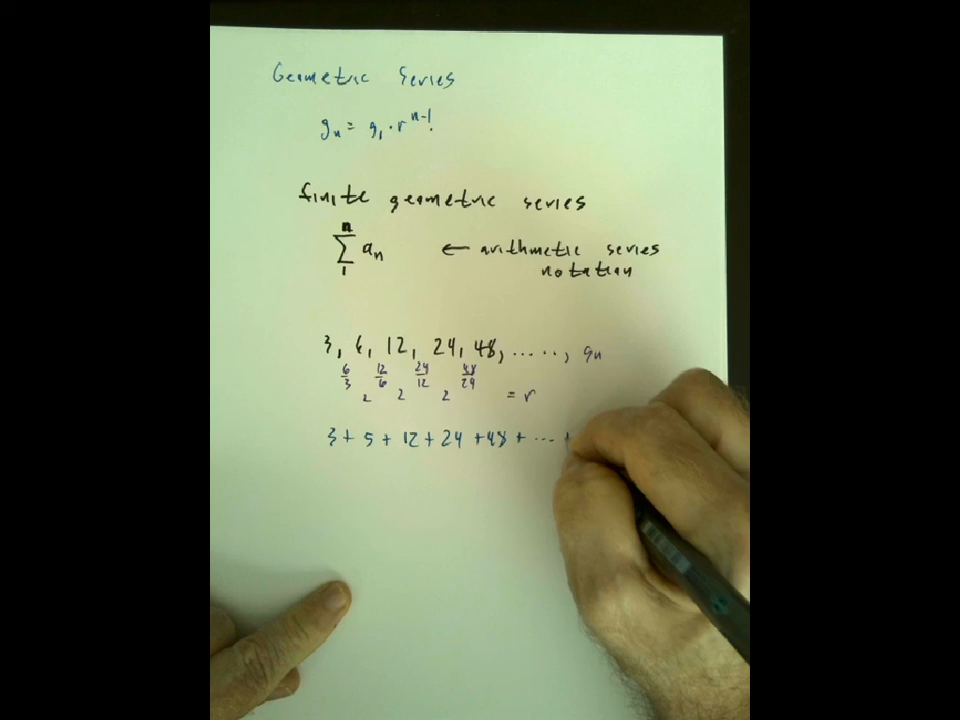 Geometric Series
gₙ = g₁ · r^(n-1)
finite geometric series
n
∑ aₙ ← arithmetic series
1 notation
3, 6, 12, 24, 48, ....., gₙ
6/3 12/6 24/12 48/24
2 2 2 = r
3 + 5 + 12 + 24 + 48 + ... +